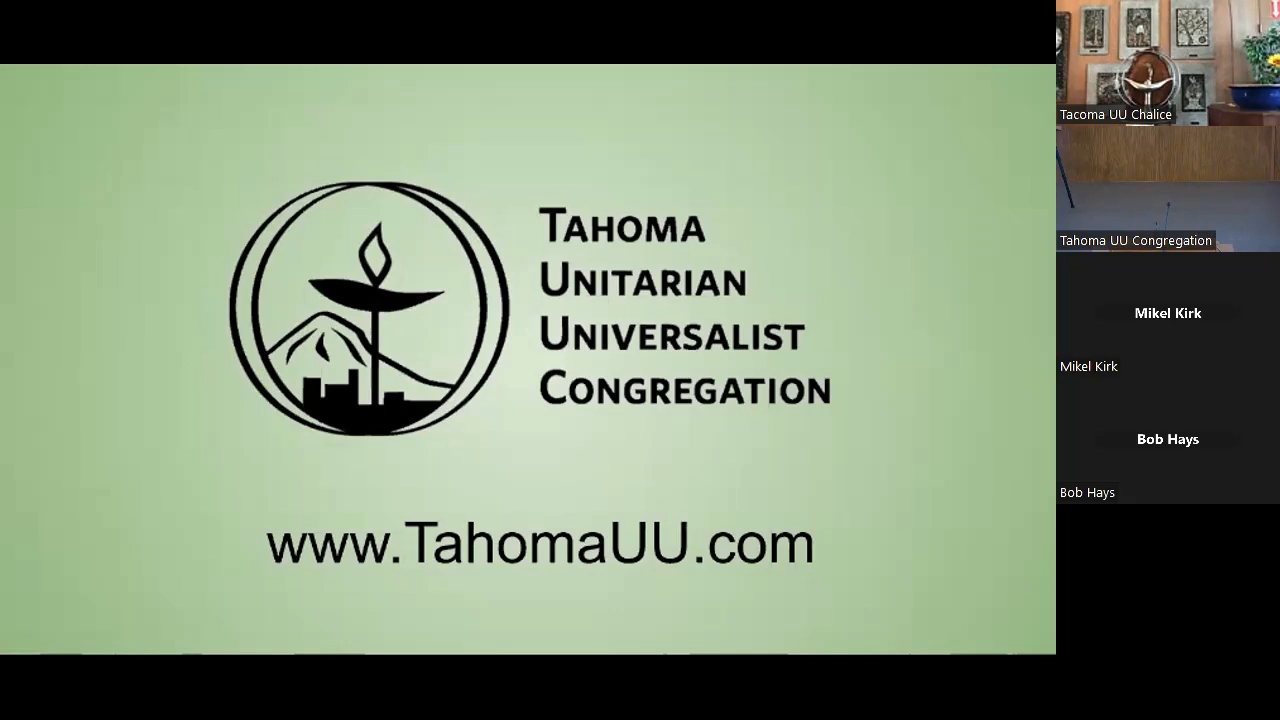 Tahoma
Unitarian
Universalist
Congregation
www.TahomaUU.com
Tacoma UU Chalice
Tahoma UU Congregation
Mikel Kirk
Mikel Kirk
Bob Hays
Bob Hays